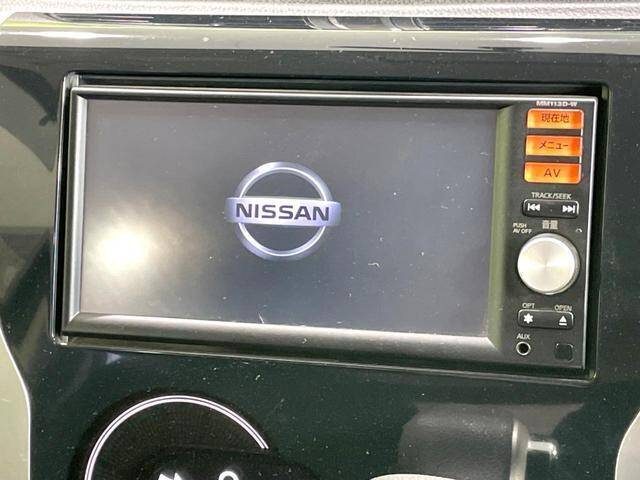 MM113D-W
現在地
メニュー
AV
NISSAN
TRACK/SEEK
音量
PUSH
AV OFF
OPT
OPEN
AUX